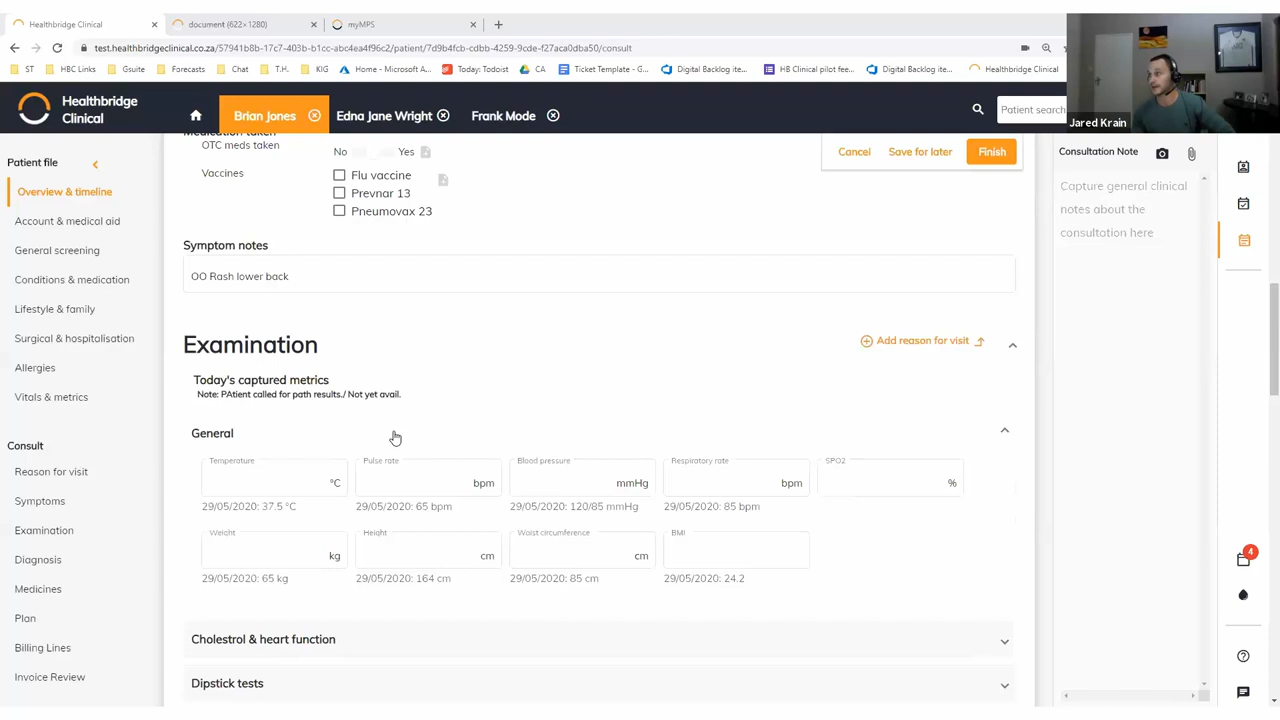 Healthbridge Clinical
document (622×1280)
myMPS
test.healthbridgeclinical.co.za/57941b8b-17c7-403b-b1cc-abc4ea4f96c2/patient/7d9b4fcb-cdbb-4259-9cde-f27aca0dba50/consult
ST
HBC Links
Gsuite
Forecasts
Chat
T.H.
KIG
Home - Microsoft A...
Today: Todoist
CA
Ticket Template - G...
Digital Backlog ite...
HB Clinical pilot fee...
Digital Backlog ite...
Healthbridge Clinical
Jared Krain
Healthbridge
Clinical
Brian Jones
Edna Jane Wright
Frank Mode
Patient search
Patient file
Overview & timeline
Account & medical aid
General screening
Conditions & medication
Lifestyle & family
Surgical & hospitalisation
Allergies
Vitals & metrics
Consult
Reason for visit
Symptoms
Examination
Diagnosis
Medicines
Plan
Billing Lines
Invoice Review
Medication taken
OTC meds taken
No
Yes
Cancel
Save for later
Finish
Vaccines
Flu vaccine
Prevnar 13
Pneumovax 23
Symptom notes
OO Rash lower back
Examination
Add reason for visit
Today's captured metrics
Note: PAtient called for path results./ Not yet avail.
General
Temperature
°C
29/05/2020: 37.5 °C
Pulse rate
bpm
29/05/2020: 65 bpm
Blood pressure
mmHg
29/05/2020: 120/85 mmHg
Respiratory rate
bpm
29/05/2020: 85 bpm
SPO2
%
Weight
kg
29/05/2020: 65 kg
Height
cm
29/05/2020: 164 cm
Waist circumference
cm
29/05/2020: 85 cm
BMI
29/05/2020: 24.2
Cholestrol & heart function
Dipstick tests
Consultation Note
Capture general clinical
notes about the
consultation here
4